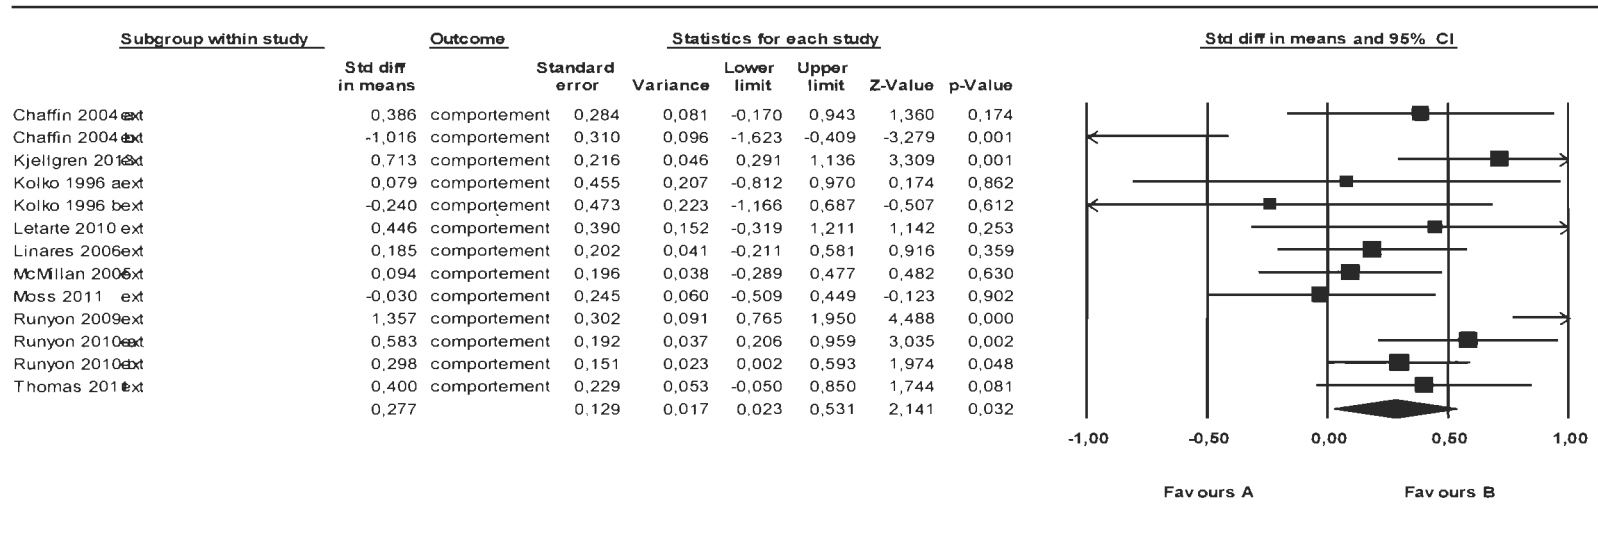 Subgroup within study Outcome Statistics for each study Std diff in means and 95% CI
Std diff Standard Lower Upper
in means error Variance limit limit Z-Value p-Value
Chaffin 2004 ext 0,386 comportement 0,284 0,081 -0,170 0,943 1,360 0,174
Chaffin 2004 -1,016 comportement 0,310 0,096 -1,623 -0,409 -3,279 0,001
Kjellgren ext 0,713 comportement 0,216 0,046 0,291 1,136 3,309 0,001
Kolko 1996 aext 0,079 comportement 0,455 0,207 -0,812 0,970 0,174 0,862
Kolko 1996 bext -0,240 comportement 0,473 0,223 -1,166 0,687 -0,507 0,612
Letarte 2010 ext 0,446 comportement 0,390 0,152 -0,319 1,211 1,142 0,253
Linares 2006ext 0,185 comportement 0,202 0,041 -0,211 0,581 0,916 0,359
McMillan ext 0,094 comportement 0,196 0,038 -0,289 0,477 0,482 0,630
Moss 2011 ext -0,030 comportement 0,245 0,060 -0,509 0,449 -0,123 0,902
Runyon 2009ext 1,357 comportement 0,302 0,091 0,765 1,950 4,488 0,000
Runyon 2010 ext 0,583 comportement 0,192 0,037 0,206 0,959 3,035 0,002
Runyon 2010 ext 0,298 comportement 0,151 0,023 0,002 0,593 1,974 0,048
Thomas ext 0,400 comportement 0,229 0,053 -0,050 0,850 1,744 0,081
0,277 0,129 0,017 0,023 0,531 2,141 0,032
-1,00 -0,50 0,00 0,50 1,00
Favours A Favours B